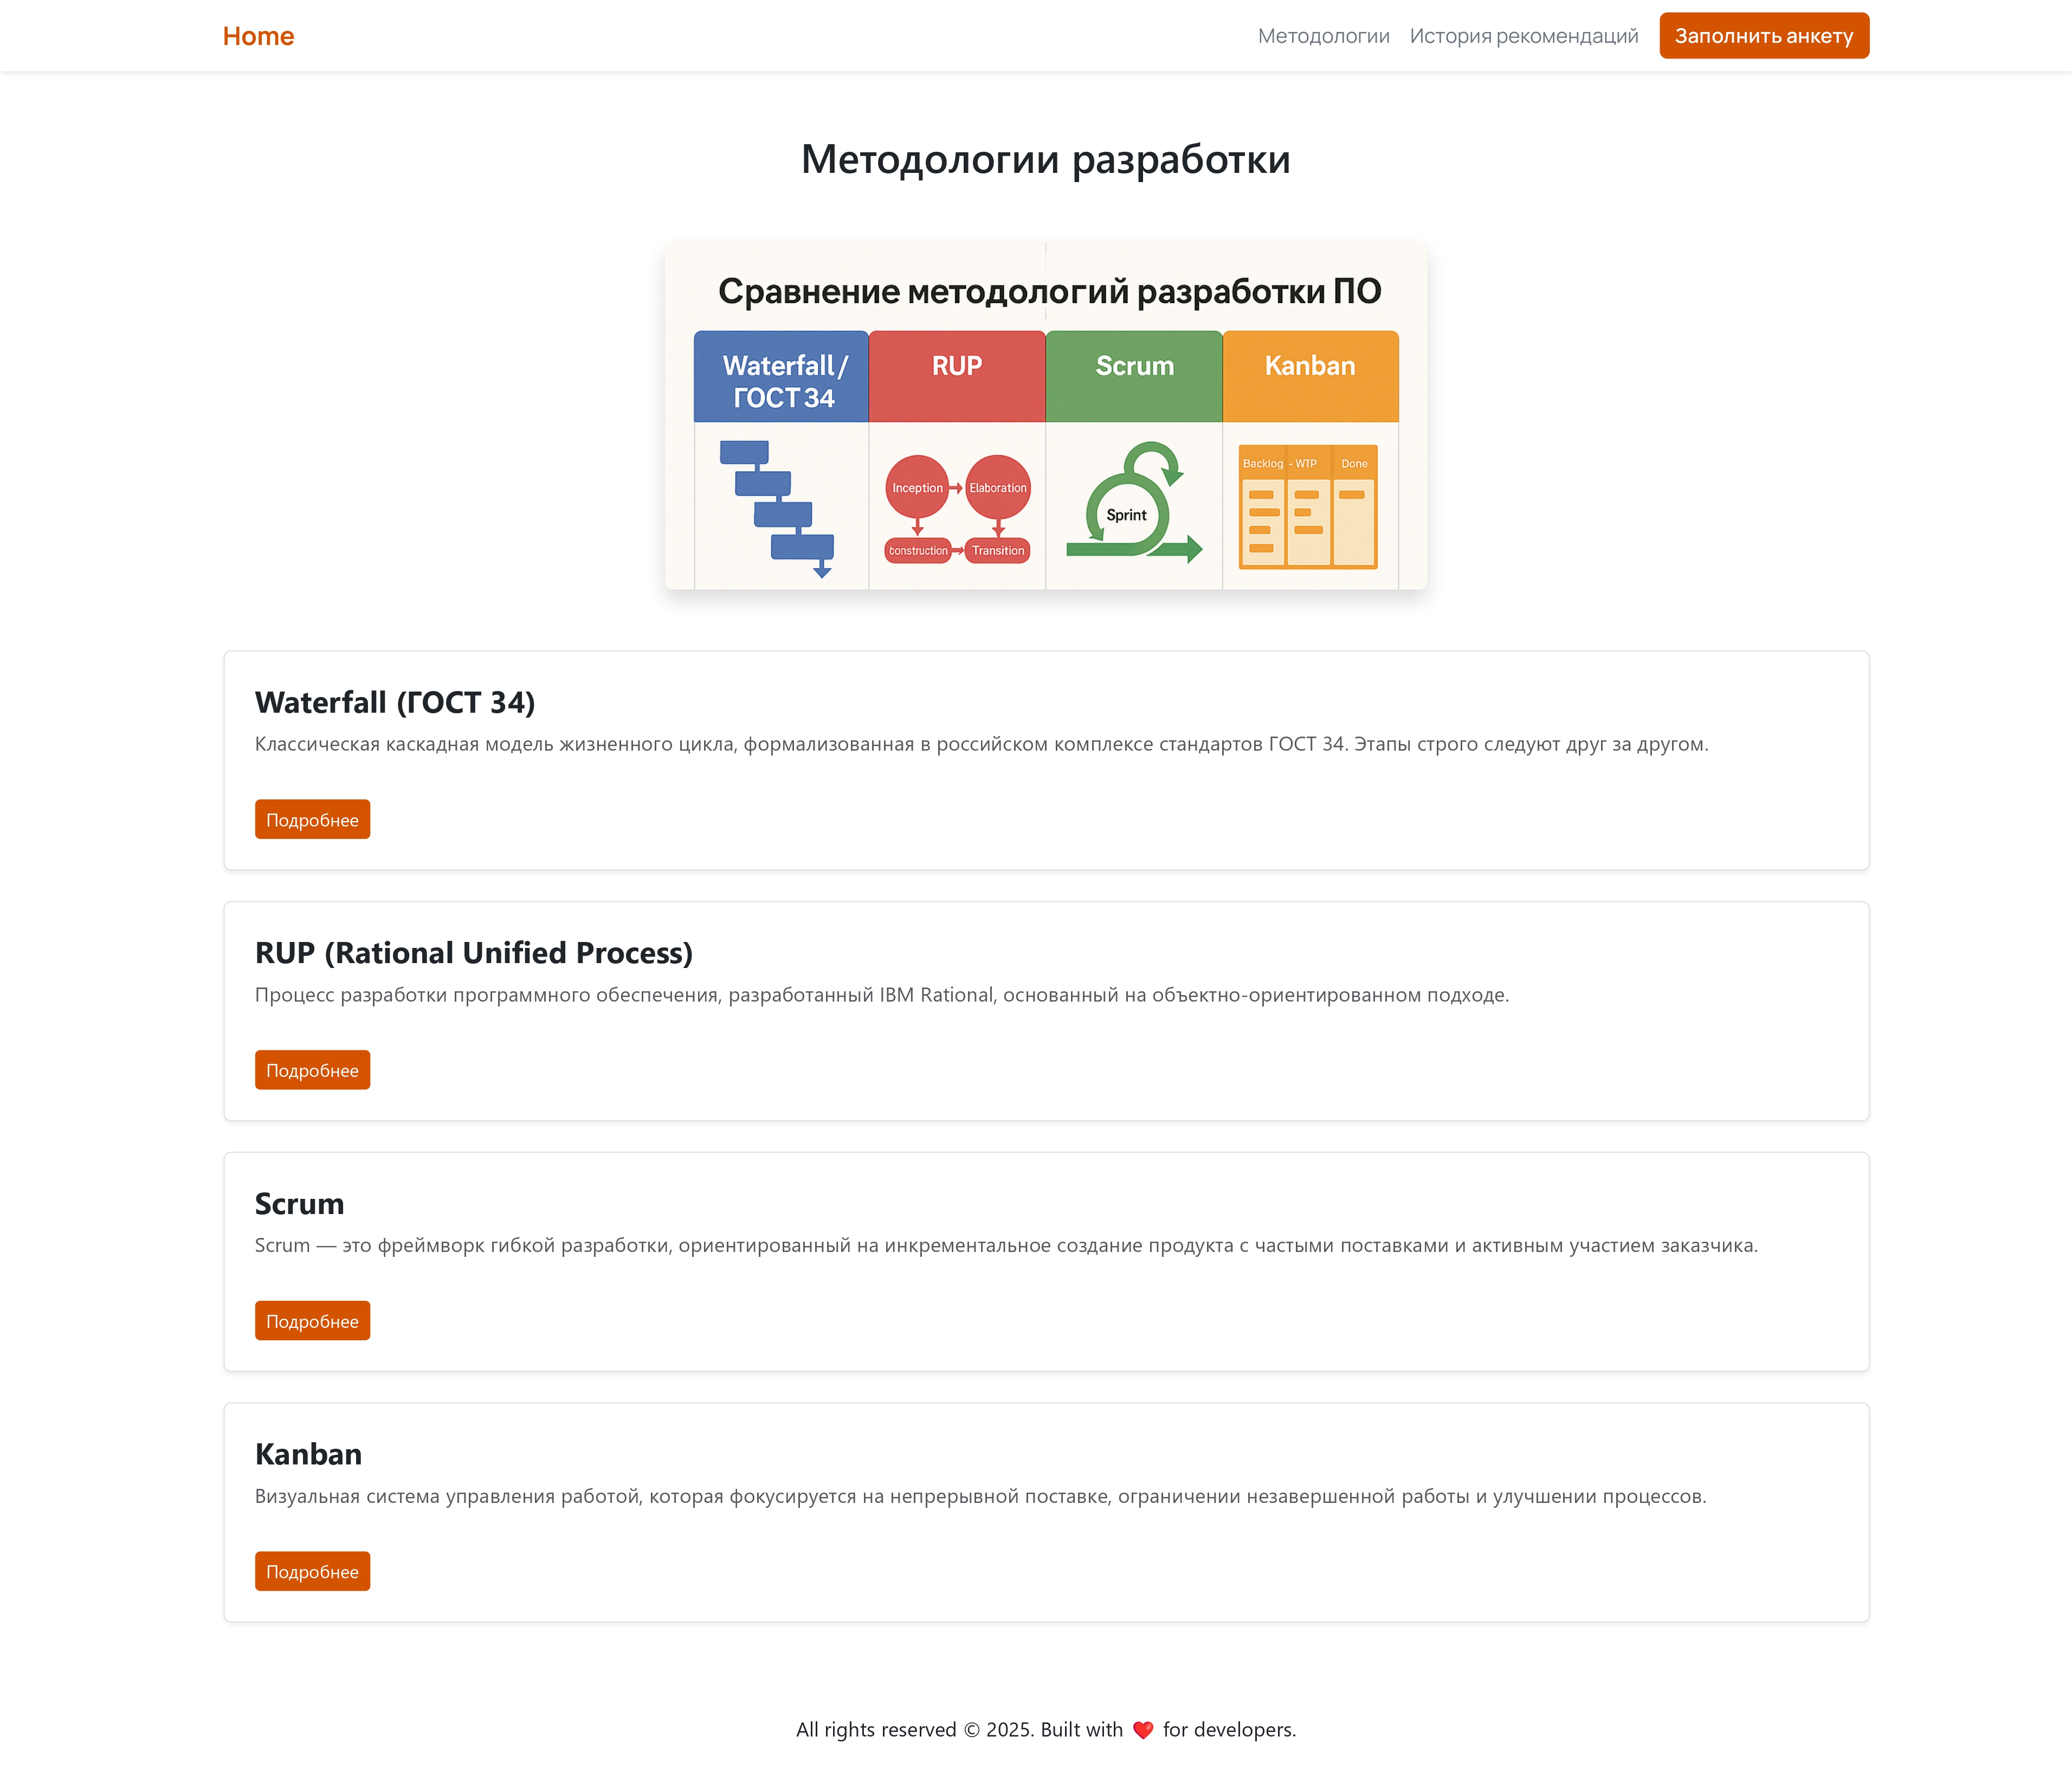 Home
Методологии
История рекомендаций
Заполнить анкету
Методологии разработки
Сравнение методологий разработки ПО
Waterfall/
ГОСТ 34
RUP
Scrum
Kanban
Inception
Elaboration
construction
Transition
Sprint
Backlog - WTP Done
Waterfall (ГОСТ 34)
Классическая каскадная модель жизненного цикла, формализованная в российском комплексе стандартов ГОСТ 34. Этапы строго следуют друг за другом.
Подробнее
RUP (Rational Unified Process)
Процесс разработки программного обеспечения, разработанный IBM Rational, основанный на объектно-ориентированном подходе.
Подробнее
Scrum
Scrum — это фреймворк гибкой разработки, ориентированный на инкрементальное создание продукта с частыми поставками и активным участием заказчика.
Подробнее
Kanban
Визуальная система управления работой, которая фокусируется на непрерывной поставке, ограничении незавершенной работы и улучшении процессов.
Подробнее
All rights reserved © 2025. Built with ❤️ for developers.